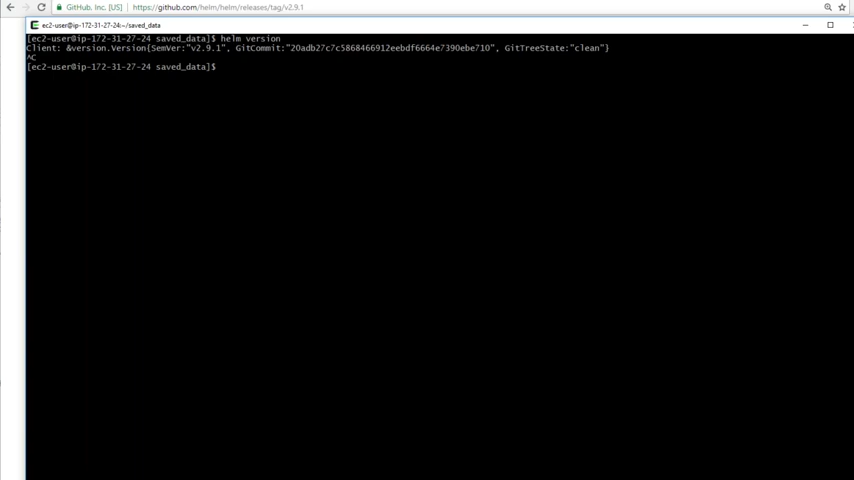 GitHub, Inc. [US] https://github.com/helm/helm/releases/tag/v2.9.1
ec2-user@ip-172-31-27-24:~/saved_data
[ec2-user@ip-172-31-27-24 saved_data]$ helm version
Client: &version.Version{SemVer:"v2.9.1", GitCommit:"20adb27c7c5868466912eebdf6664e7390ebe710", GitTreeState:"clean"}
^C
[ec2-user@ip-172-31-27-24 saved_data]$